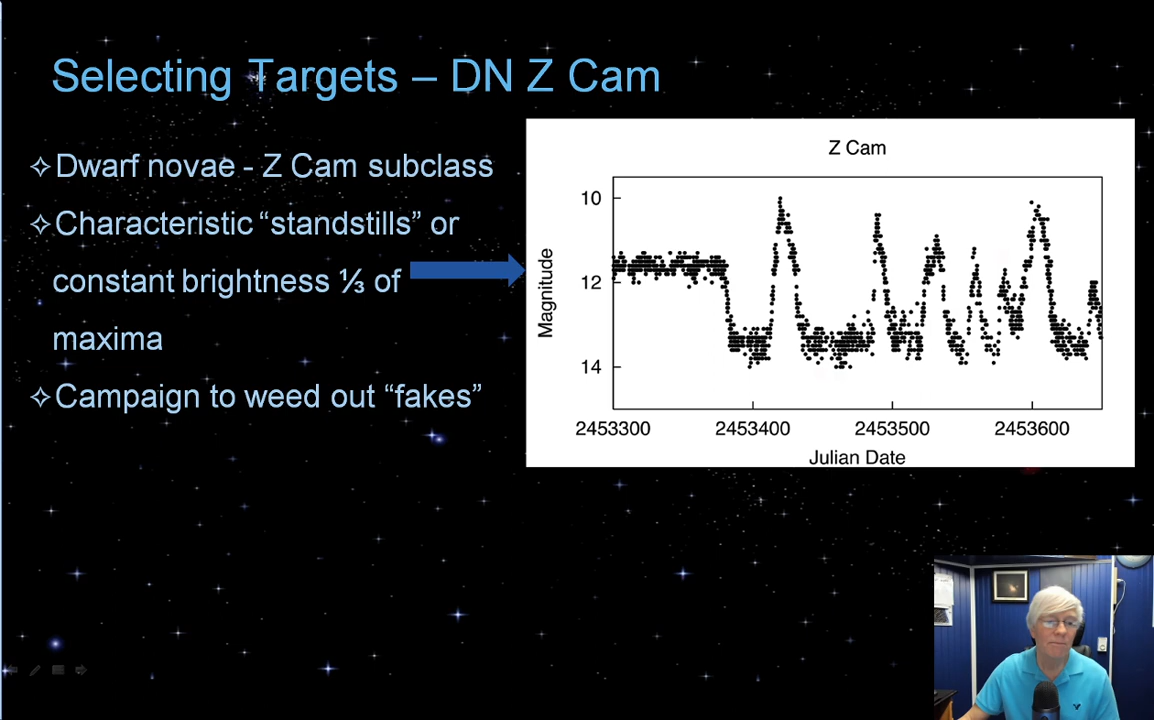 Selecting Targets – DN Z Cam
✧Dwarf novae - Z Cam subclass
✧Characteristic “standstills” or
constant brightness ⅓ of
maxima
✧Campaign to weed out “fakes”
Z Cam
10
12
14
Magnitude
2453300 2453400 2453500 2453600
Julian Date